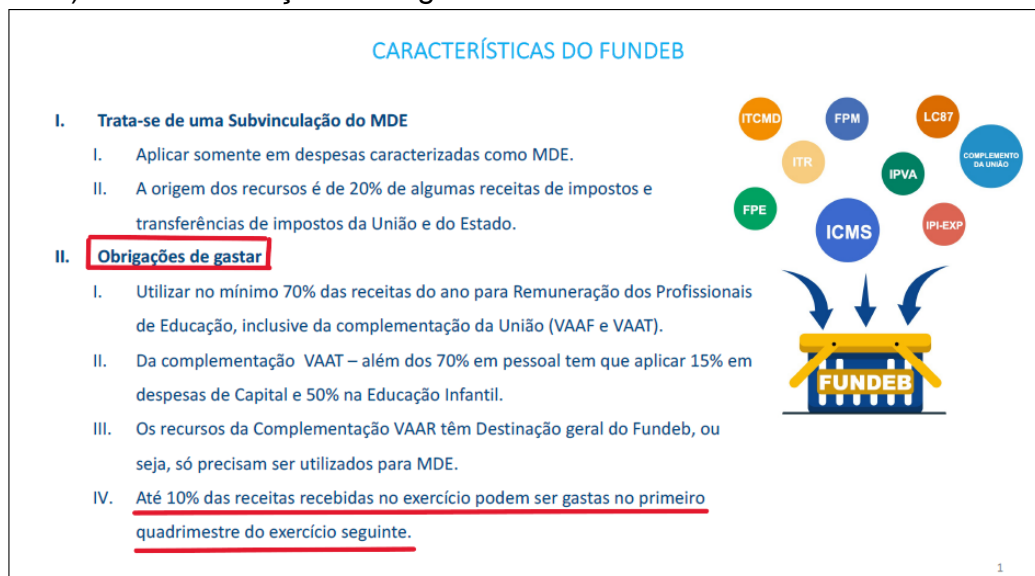 CARACTERÍSTICAS DO FUNDEB
I. Trata-se de uma Subvinculação do MDE
I. Aplicar somente em despesas caracterizadas como MDE.
II. A origem dos recursos é de 20% de algumas receitas de impostos e
transferências de impostos da União e do Estado.
II. Obrigações de gastar
I. Utilizar no mínimo 70% das receitas do ano para Remuneração dos Profissionais
de Educação, inclusive da complementação da União (VAAF e VAAT).
II. Da complementação VAAT – além dos 70% em pessoal tem que aplicar 15% em
despesas de Capital e 50% na Educação Infantil.
III. Os recursos da Complementação VAAR têm Destinação geral do Fundeb, ou
seja, só precisam ser utilizados para MDE.
IV. Até 10% das receitas recebidas no exercício podem ser gastas no primeiro
quadrimestre do exercício seguinte.
ITCMD
FPM
LC87
ITR
IPVA
COMPLEMENTO
DA UNIÃO
FPE
ICMS
IPI-EXP
FUNDEB
1